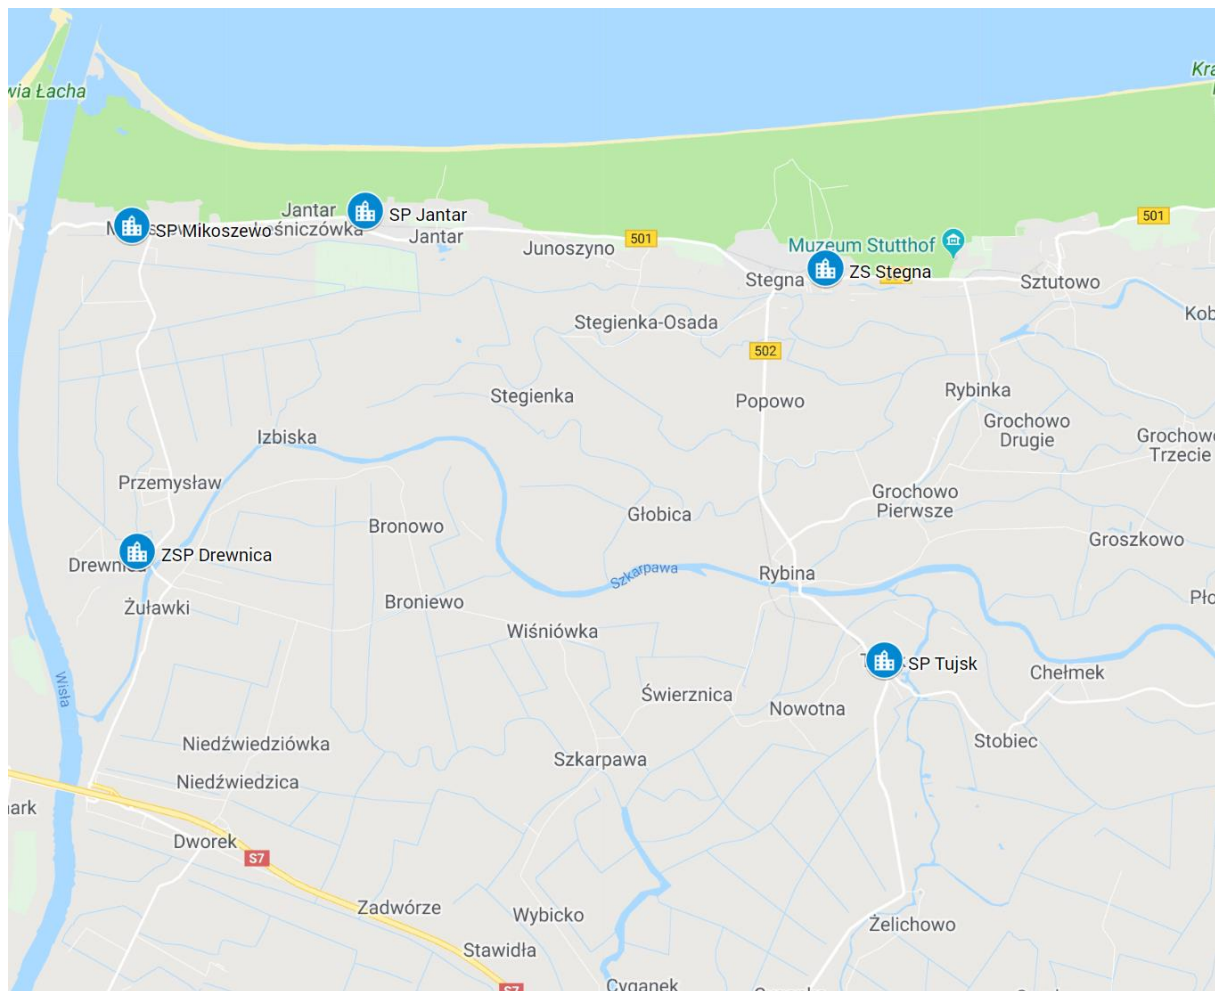 Kra
wia Łacha
501
Jantar
SP Jantar
SP Mikoszewo
śniczówka
Jantar
501
Junoszyno
Muzeum Stutthof
ZS Stegna
Stegna
Sztutowo
Kob
Stegienka-Osada
502
Rybinka
Stegienka
Popowo
Grochowo
Drugie
Izbiska
Grochowo
Trzecie
Przemysław
Grochowo
Pierwsze
Głobica
Bronowo
Groszkowo
ZSP Drewnica
Drewnica
Szkarpawa
Rybina
Żuławki
Broniewo
Pło
Wiśniówka
SP Tujsk
Chełmek
Wisła
Świerznica
Nowotna
Stobiec
Niedźwiedziówka
Szkarpawa
Niedźwiedzica
ark
Dworek
S7
Zadwórze
Wybicko
Żelichowo
Stawidła
Cyganek
S7